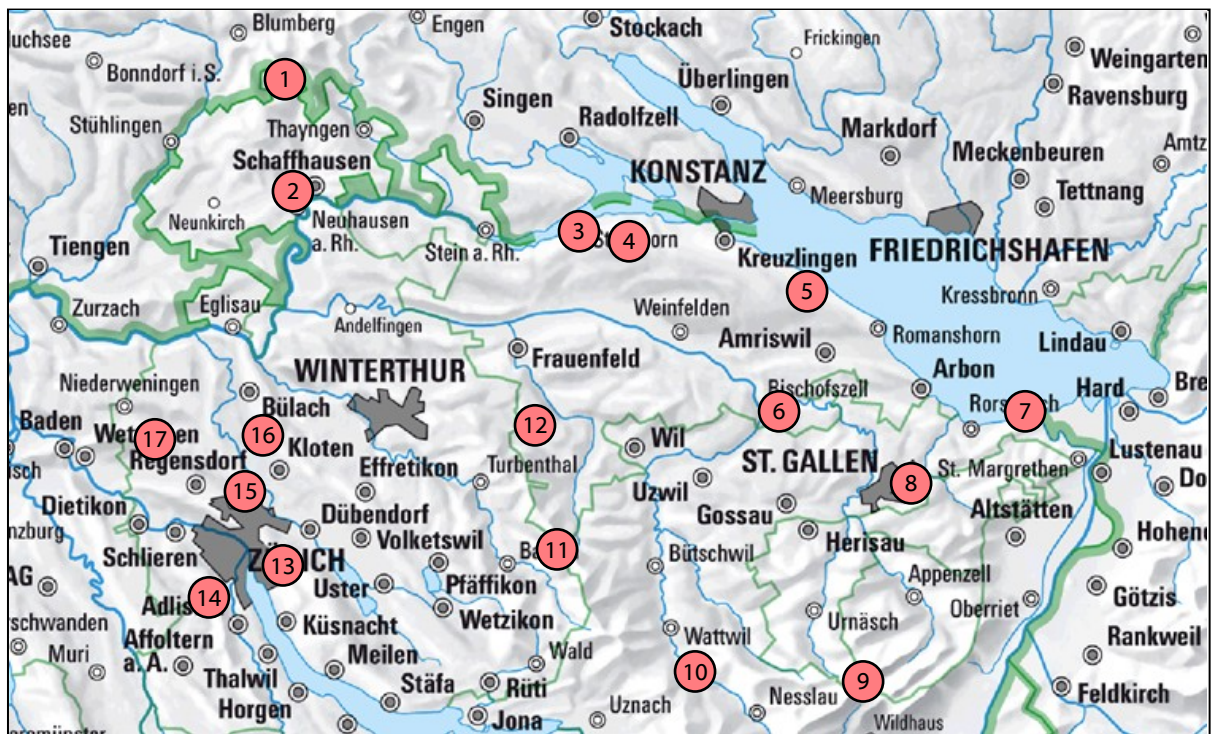 Blumberg
Engen
Stockach
Frickingen
Weingarten
Bonndorf i. S.
1
Überlingen
Ravensburg
Singen
Radolfzell
Stühlingen
Thayngen
Markdorf
Schaffhausen
KONSTANZ
Meckenbeuren
Amtz
2
Tettnang
Meersburg
Neunkirch
Neuhausen
a. Rh.
3
4
Tiengen
Stein a. Rh.
Kreuzlingen
FRIEDRICHSHAFEN
5
Kressbronn
Zurzach
Eglisau
Andelfingen
Weinfelden
Romanshorn
Amriswil
Lindau
Frauenfeld
WINTERTHUR
Arbon
Niederweningen
Bischofszell
Hard
Bre
Bülach
6
7
Baden
12
17
16
Kloten
Wil
Regensdorf
Effretikon
Turbenthal
ST. GALLEN
St. Margrethen
Lustenau
15
Uzwil
8
Do
Dietikon
Dübendorf
Gossau
Altstätten
Schlieren
Volketswil
11
Herisau
Hohen
ZÜRICH
13
Bütschwil
AG
Uster
Pfäffikon
Appenzell
14
Götzis
Oberriet
Küsnacht
Wetzikon
Urnäsch
Affoltern
a. A.
Wattwil
Rankweil
Muri
Meilen
Wald
Thalwil
10
9
Stäfa
Rüti
Nesslau
Feldkirch
Horgen
Jona
Uznach
Wildhaus